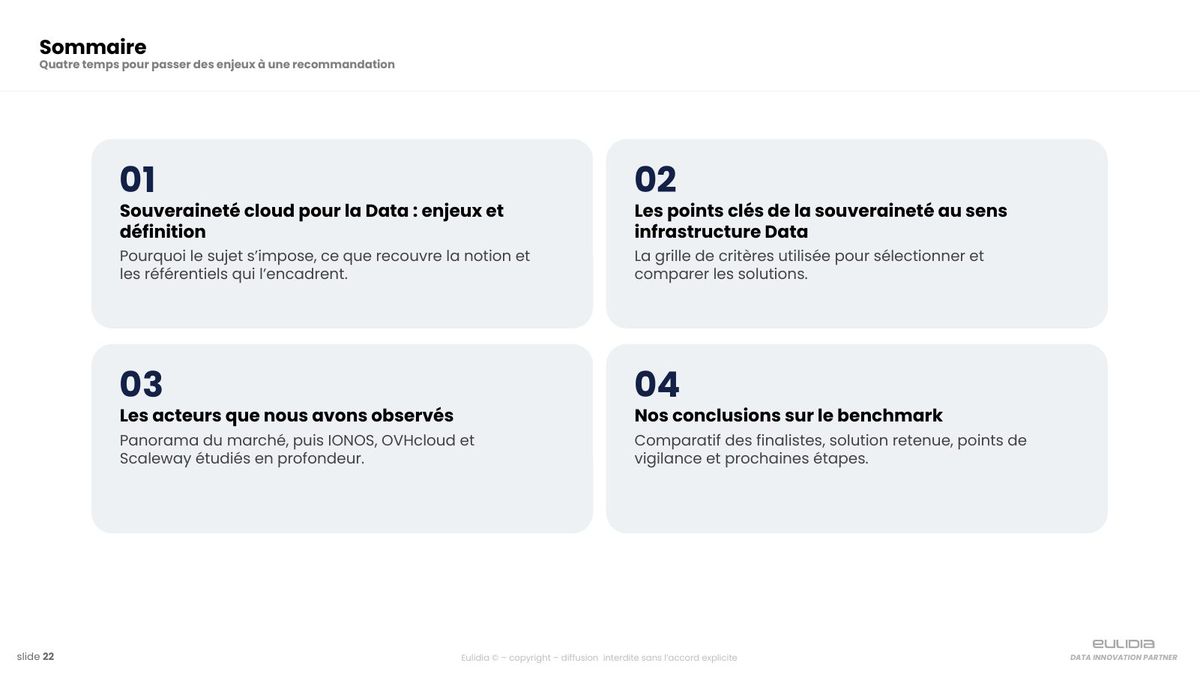 Sommaire
Quatre temps pour passer des enjeux à une recommandation
01
Souveraineté cloud pour la Data : enjeux et
définition
Pourquoi le sujet s’impose, ce que recouvre la notion et
les référentiels qui l’encadrent.
02
Les points clés de la souveraineté au sens
infrastructure Data
La grille de critères utilisée pour sélectionner et
comparer les solutions.
03
Les acteurs que nous avons observés
Panorama du marché, puis IONOS, OVHcloud et
Scaleway étudiés en profondeur.
04
Nos conclusions sur le benchmark
Comparatif des finalistes, solution retenue, points de
vigilance et prochaines étapes.
slide 22
Eulidia © – copyright – diffusion  interdite sans l’accord explicite
EULIDIA
DATA INNOVATION PARTNER